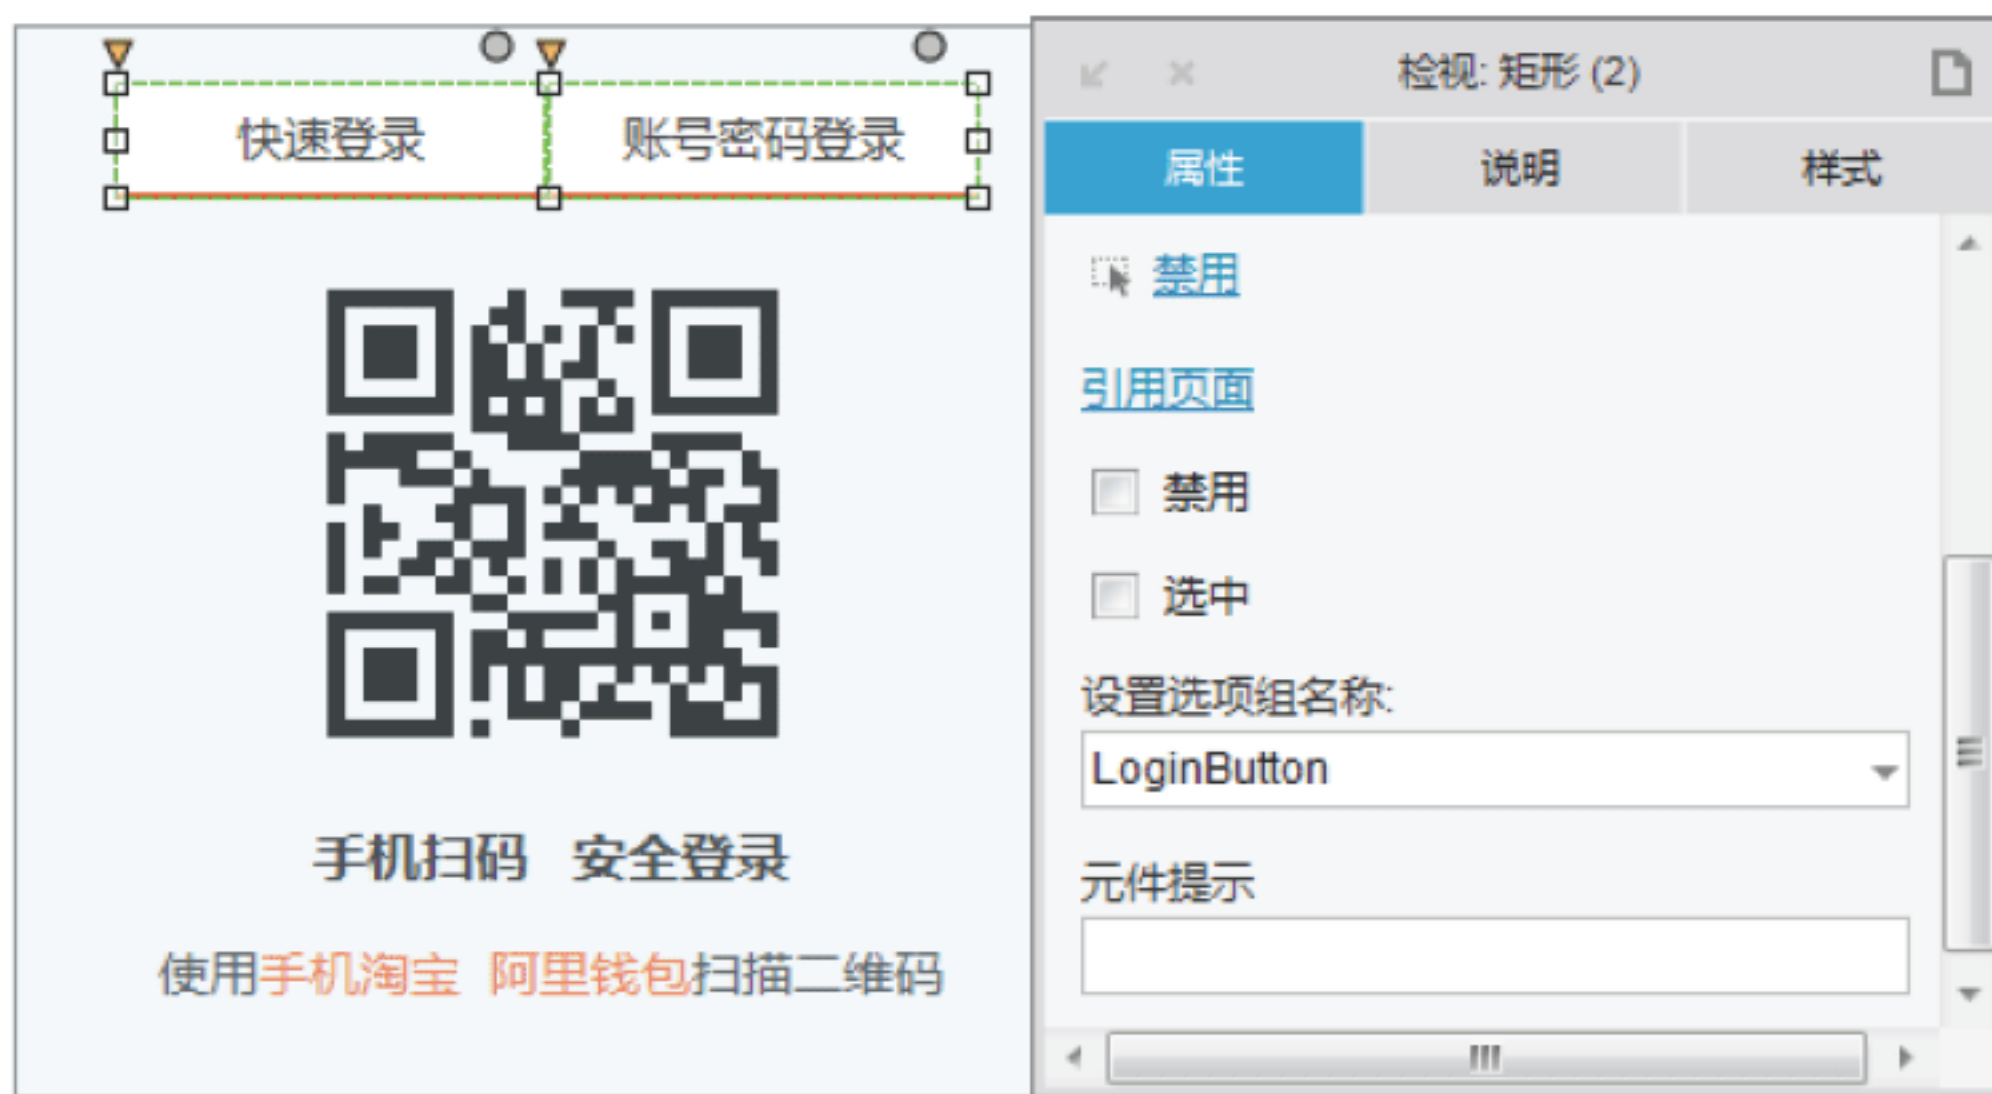 快速登录
账号密码登录
手机扫码 安全登录
使用手机淘宝 阿里钱包扫描二维码
检视: 矩形 (2)
属性
说明
样式
禁用
引用页面
禁用
选中
设置选项组名称:
LoginButton
元件提示